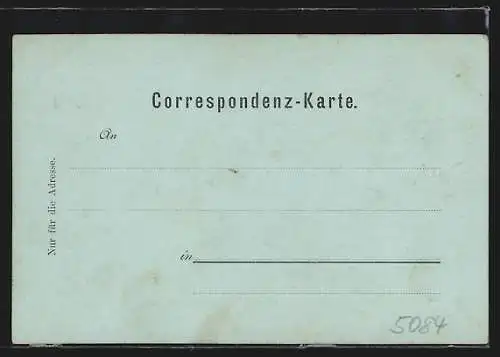 Correspondenz-Karte.
An
Nur für die Adresse.
in
5084